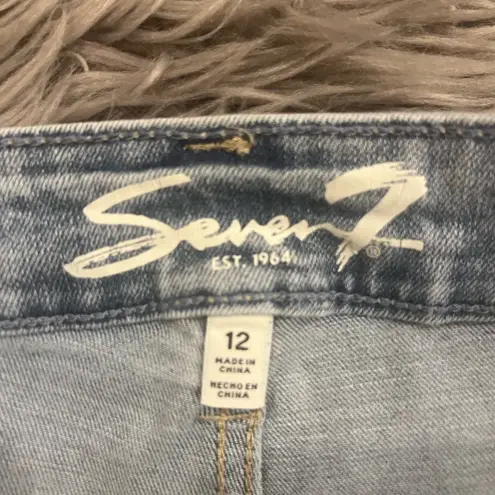 Seven7®
EST. 1964
12
MADE IN
CHINA
HECHO EN
CHINA